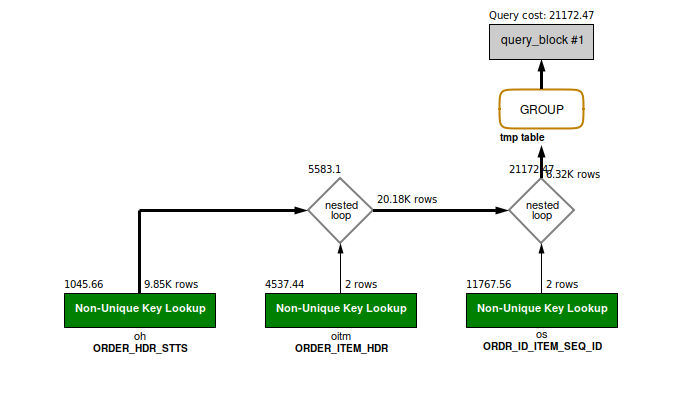 Query cost: 21172.47
query_block #1
GROUP
tmp table
5583.1
21172.47
6.32K rows
nested
loop
20.18K rows
nested
loop
1045.66
9.85K rows
4537.44
2 rows
11767.56
2 rows
Non-Unique Key Lookup
Non-Unique Key Lookup
Non-Unique Key Lookup
oh
oitm
os
ORDER_HDR_STTS
ORDER_ITEM_HDR
ORDR_ID_ITEM_SEQ_ID